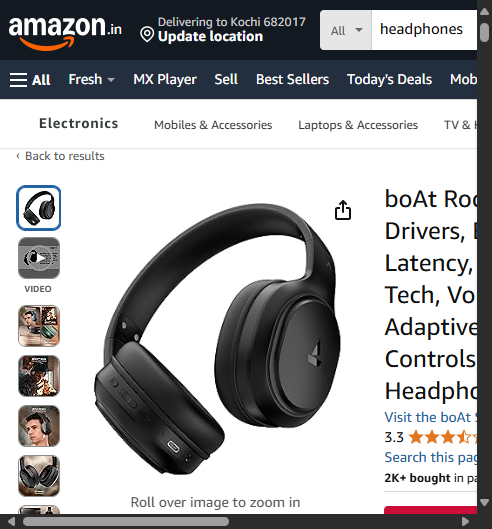 amazon.in
Delivering to Kochi 682017
Update location
All
headphones
All
Fresh
MX Player
Sell
Best Sellers
Today's Deals
Mob
Electronics
Mobiles & Accessories
Laptops & Accessories
TV &
‹ Back to results
VIDEO
Roll over image to zoom in
boAt Roc
Drivers,
Latency,
Tech, Vo
Adaptive
Controls
Headpho
Visit the boAt S
3.3
Search this pag
2K+ bought in pa